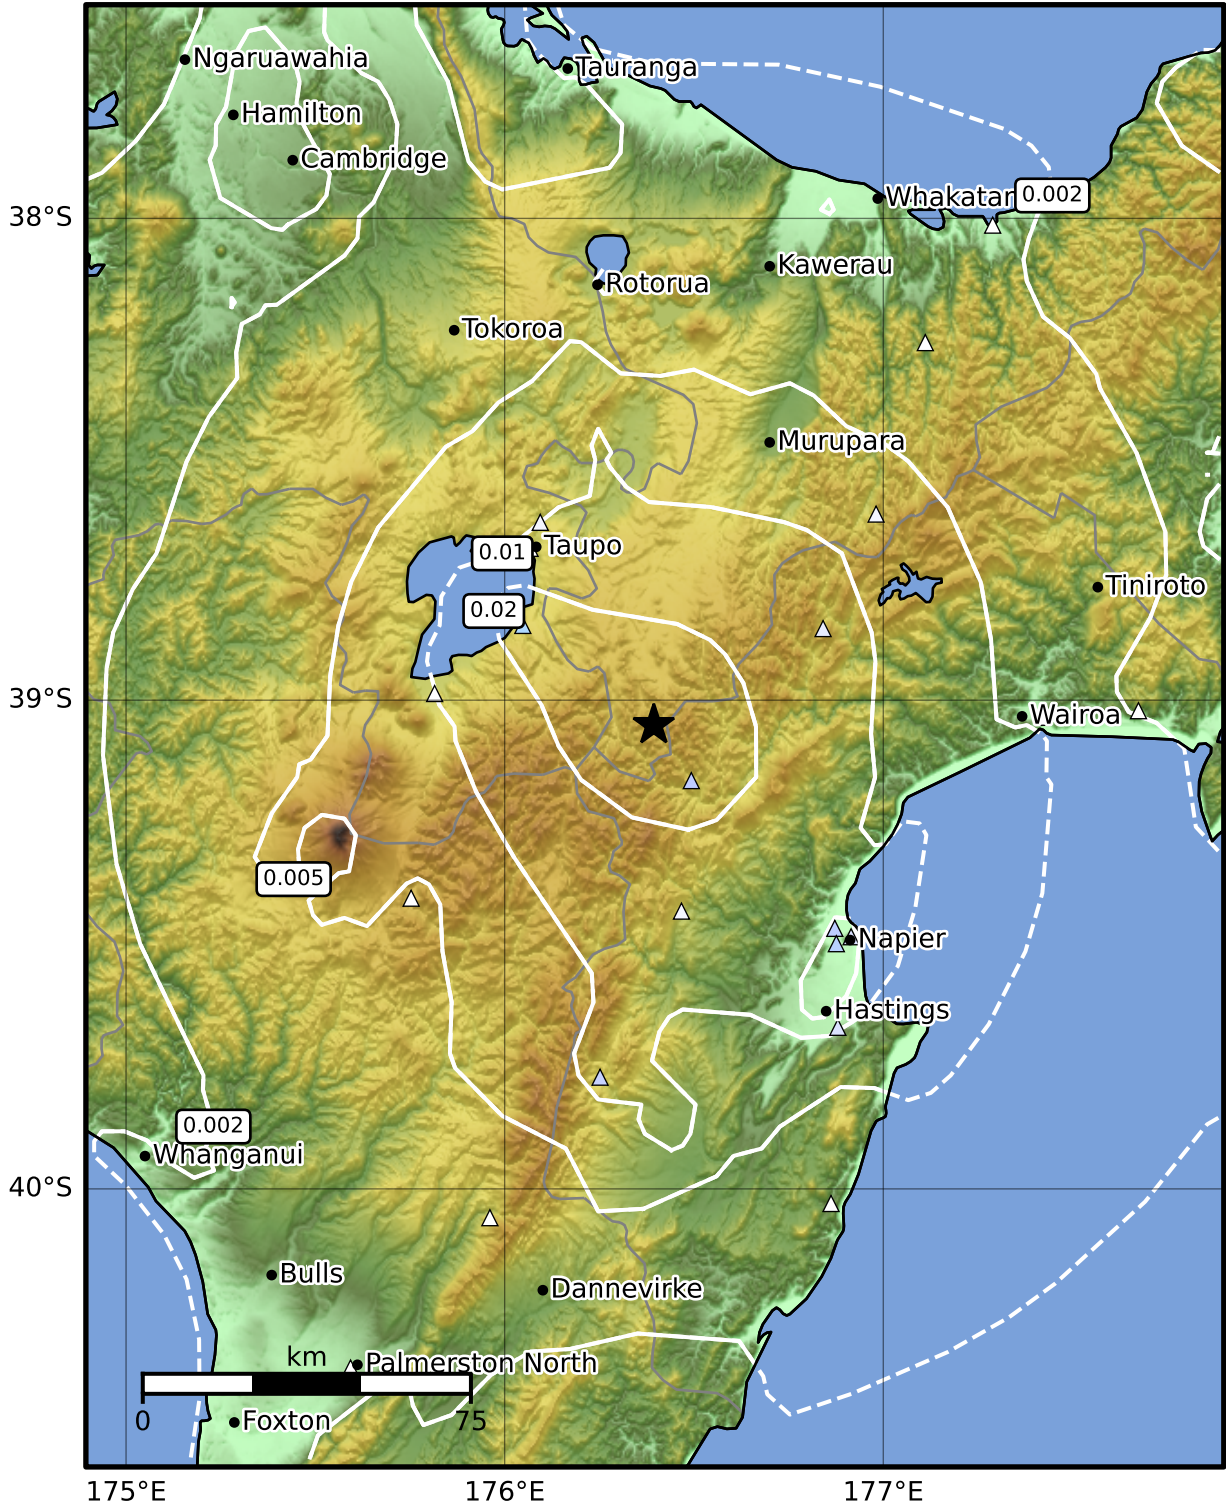 Ngaruawahia
Tauranga
Hamilton
Cambridge
Whakatan
0.002
38°S
Kawerau
Rotorua
Tokoroa
Murupara
Taupo
0.01
Tiniroto
0.02
39°S
Wairoa
0.005
Napier
Hastings
0.002
Whanganui
40°S
Bulls
Dannevirke
km
Palmerston North
0
75
Foxton
175°E
176°E
177°E